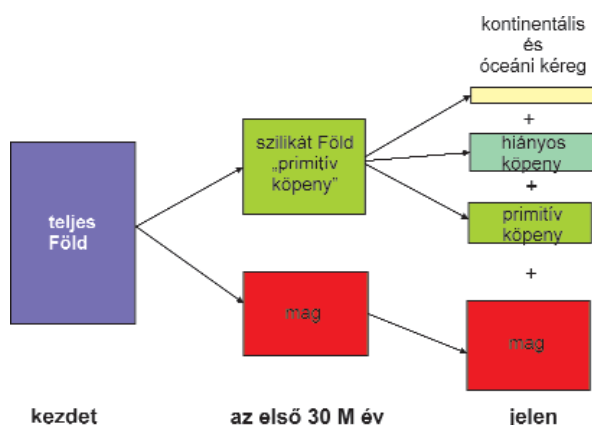 kontinentális
és
óceáni kéreg
+
szilikát Föld
„primitív
köpeny”
hiányos
köpeny
+
teljes
Föld
primitív
köpeny
+
mag
mag
kezdet
az első 30 M év
jelen